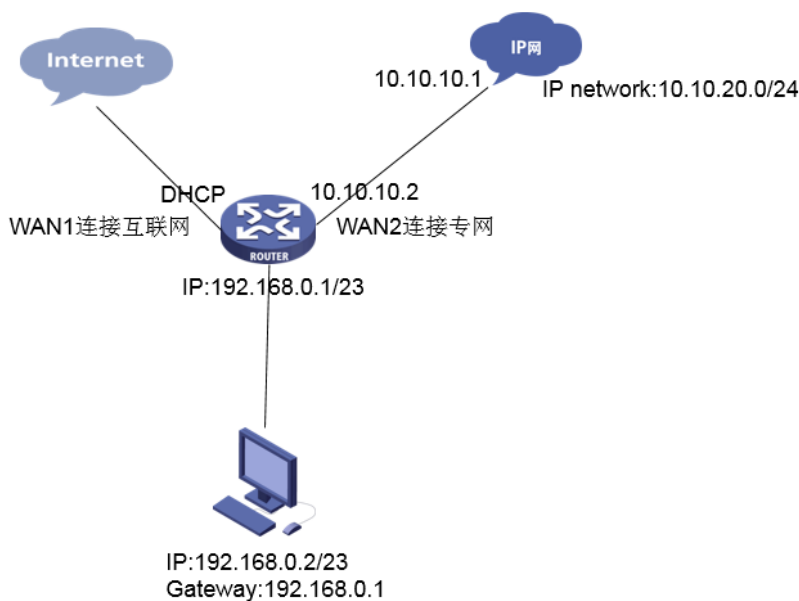 Internet
IP网
10.10.10.1
IP network:10.10.20.0/24
DHCP
10.10.10.2
WAN1连接互联网
WAN2连接专网
ROUTER
IP:192.168.0.1/23
IP:192.168.0.2/23
Gateway:192.168.0.1